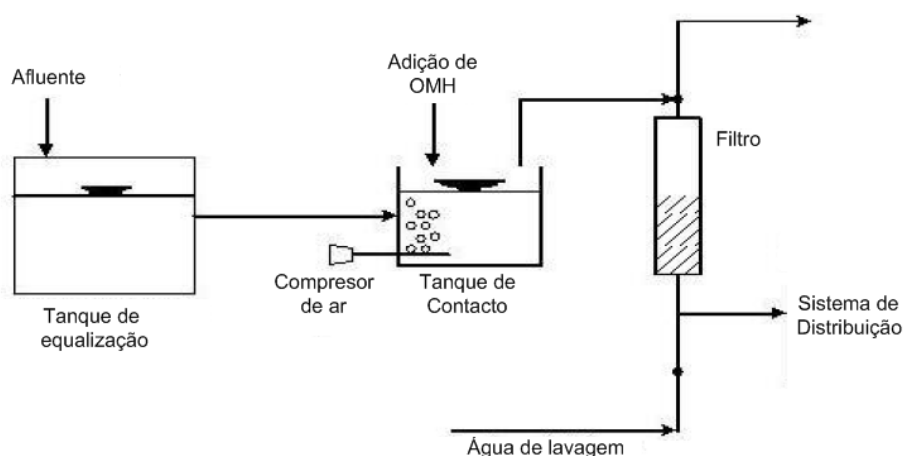 Afluente
Adição de
OMH
Filtro
Compresor
de ar
Tanque de
Contacto
Tanque de
equalização
Sistema de
Distribuição
Água de lavagem